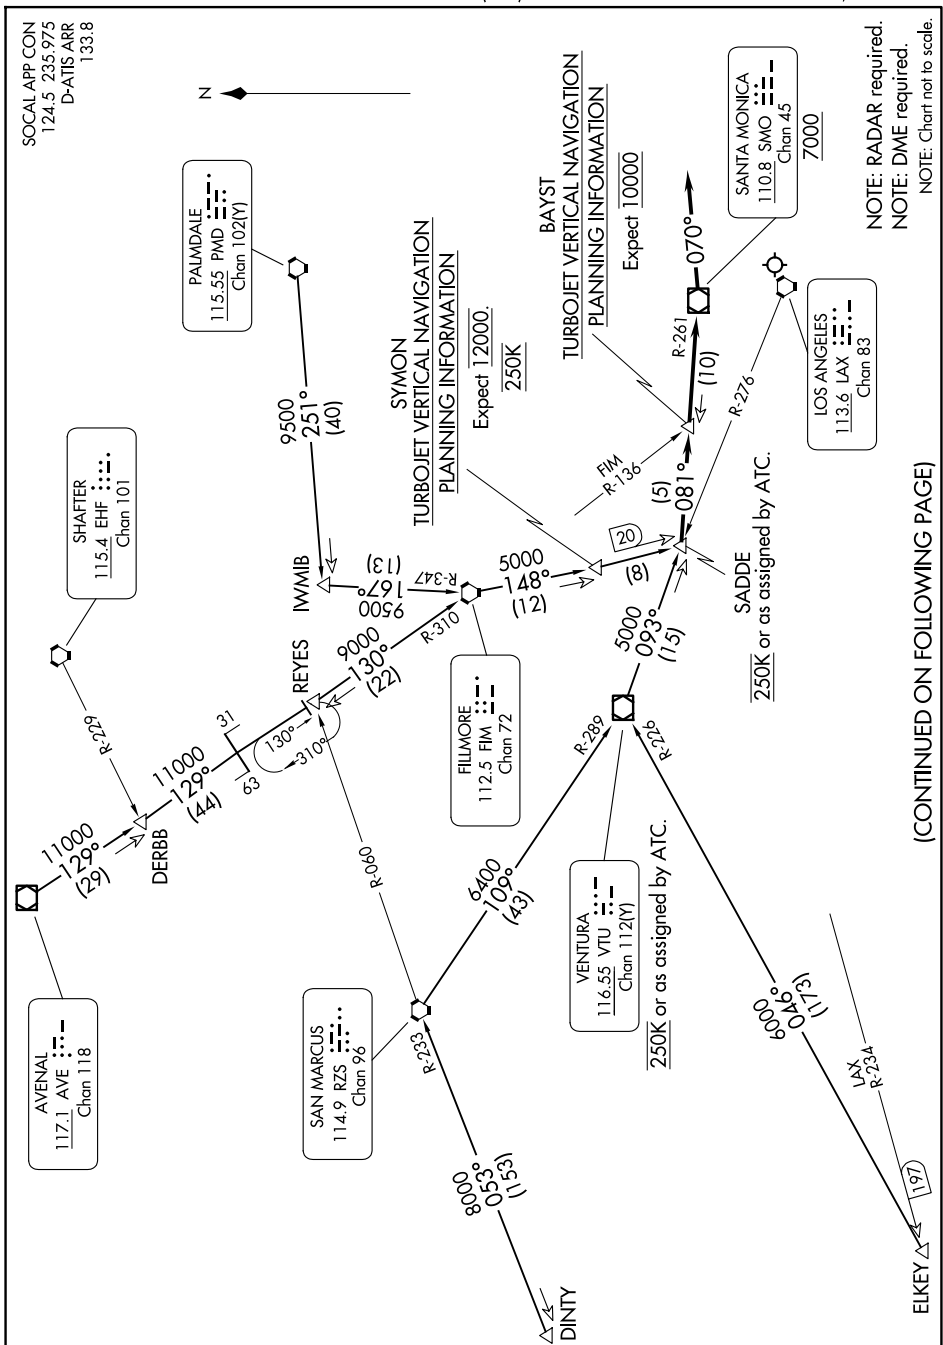 SOCAL APP CON
124.5 235.975
D-ATIS ARR
133.8
N
AVENAL
117.1 AVE
Chan 118
11000
129°
(29)
DERBB
SHAFTER
115.4 EHF
Chan 101
R-229
11000
129°
(44)
63
31
130°
310°
REYES
PALMDALE
115.55 PMD
Chan 102(Y)
9500
251°
(40)
IWMIB
9500
167°
(13)
R-347
9000
130°
(22)
R-310
R-060
SAN MARCUS
114.9 RZS
Chan 96
R-233
8000
053°
(153)
DINTY
6400
109°
(43)
R-289
FILLMORE
112.5 FIM
Chan 72
5000
148°
(12)
SYMON
TURBOJET VERTICAL NAVIGATION
PLANNING INFORMATION
Expect 12000.
250K
20
(8)
VENTURA
116.55 VTU
Chan 112(Y)
250K or as assigned by ATC.
R-226
5000
093°
(15)
6000
046°
(173)
LAX
R-234
197
ELKEY
SADDE
250K or as assigned by ATC.
(5)
081°
FIM
R-136
BAYST
TURBOJET VERTICAL NAVIGATION
PLANNING INFORMATION
Expect 10000
R-261
(10)
070°
R-276
LOS ANGELES
113.6 LAX
Chan 83
SANTA MONICA
110.8 SMO
Chan 45
7000
NOTE: RADAR required.
NOTE: DME required.
NOTE: Chart not to scale.
(CONTINUED ON FOLLOWING PAGE)